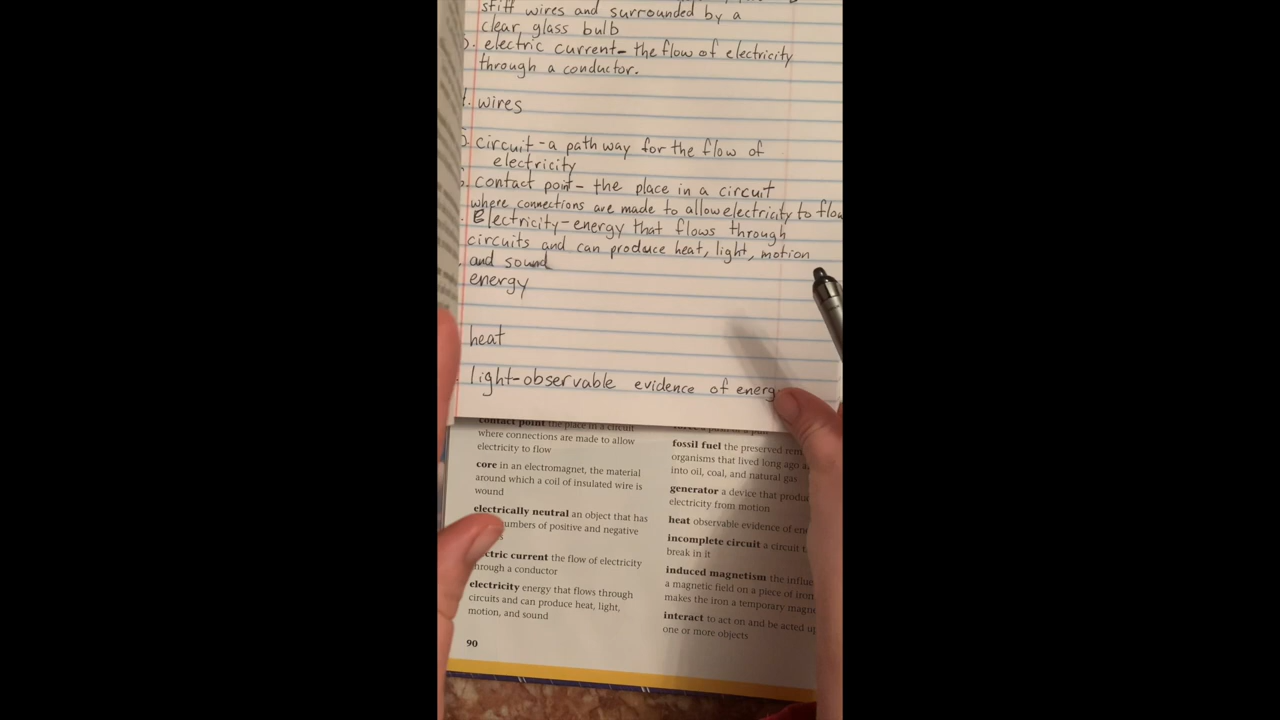 stiff wires and surrounded by a
clear glass bulb
electric current- the flow of electricity
through a conductor.
wires
circuit - a path way for the flow of
electricity
contact point- the place in a circuit
where connections are made to allow electricity to flow
Electricity-energy that flows through
circuits and can produce heat, light, motion
and sound
energy
heat
light-observable evidence of energ
contact point the place in a circuit
where connections are made to allow
electricity to flow
core in an electromagnet, the material
around which a coil of insulated wire is
wound
electrically neutral an object that has
umbers of positive and negative
ctric current the flow of electricity
hrough a conductor
electricity energy that flows through
circuits and can produce heat, light,
motion, and sound
90
fossil fuel the preserved rem
organisms that lived long ago a
into oil, coal, and natural gas
generator a device that produ
electricity from motion
heat observable evidence of en
incomplete circuit a circuit t
break in it
induced magnetism the influe
a magnetic field on a piece of iron
makes the iron a temporary magne
interact to act on and be acted u
one or more objects